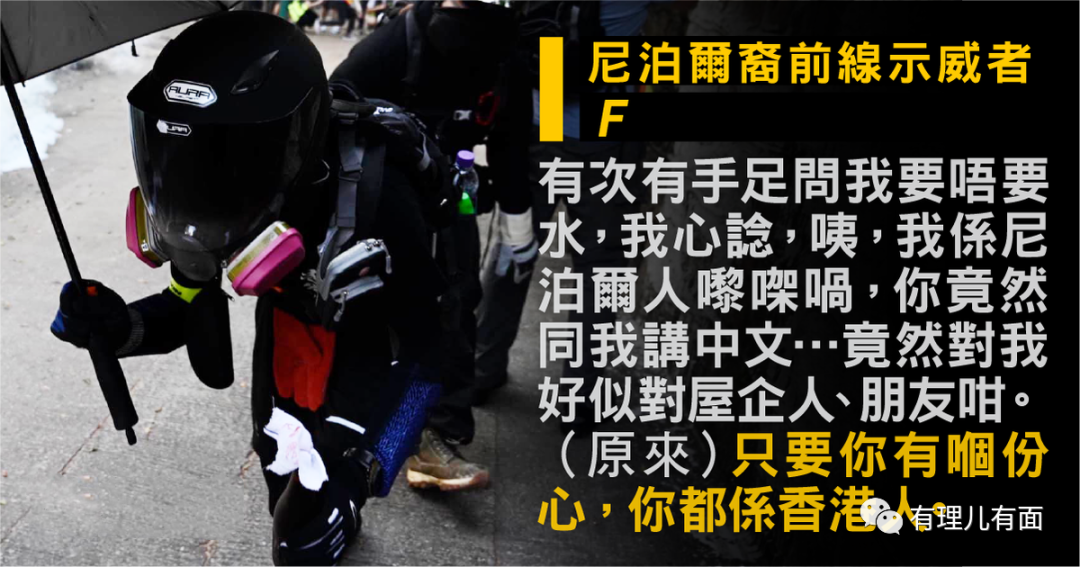 AURA
AURA
尼泊爾裔前線示威者
F
有次有手足問我要唔要
水，我心諗，咦，我係尼
泊爾人嚟㗎喎，你竟然
同我講中文…竟然對我
好似對屋企人、朋友咁。
（原來）只要你有嗰份
心，你都係香港人。
有理儿有面